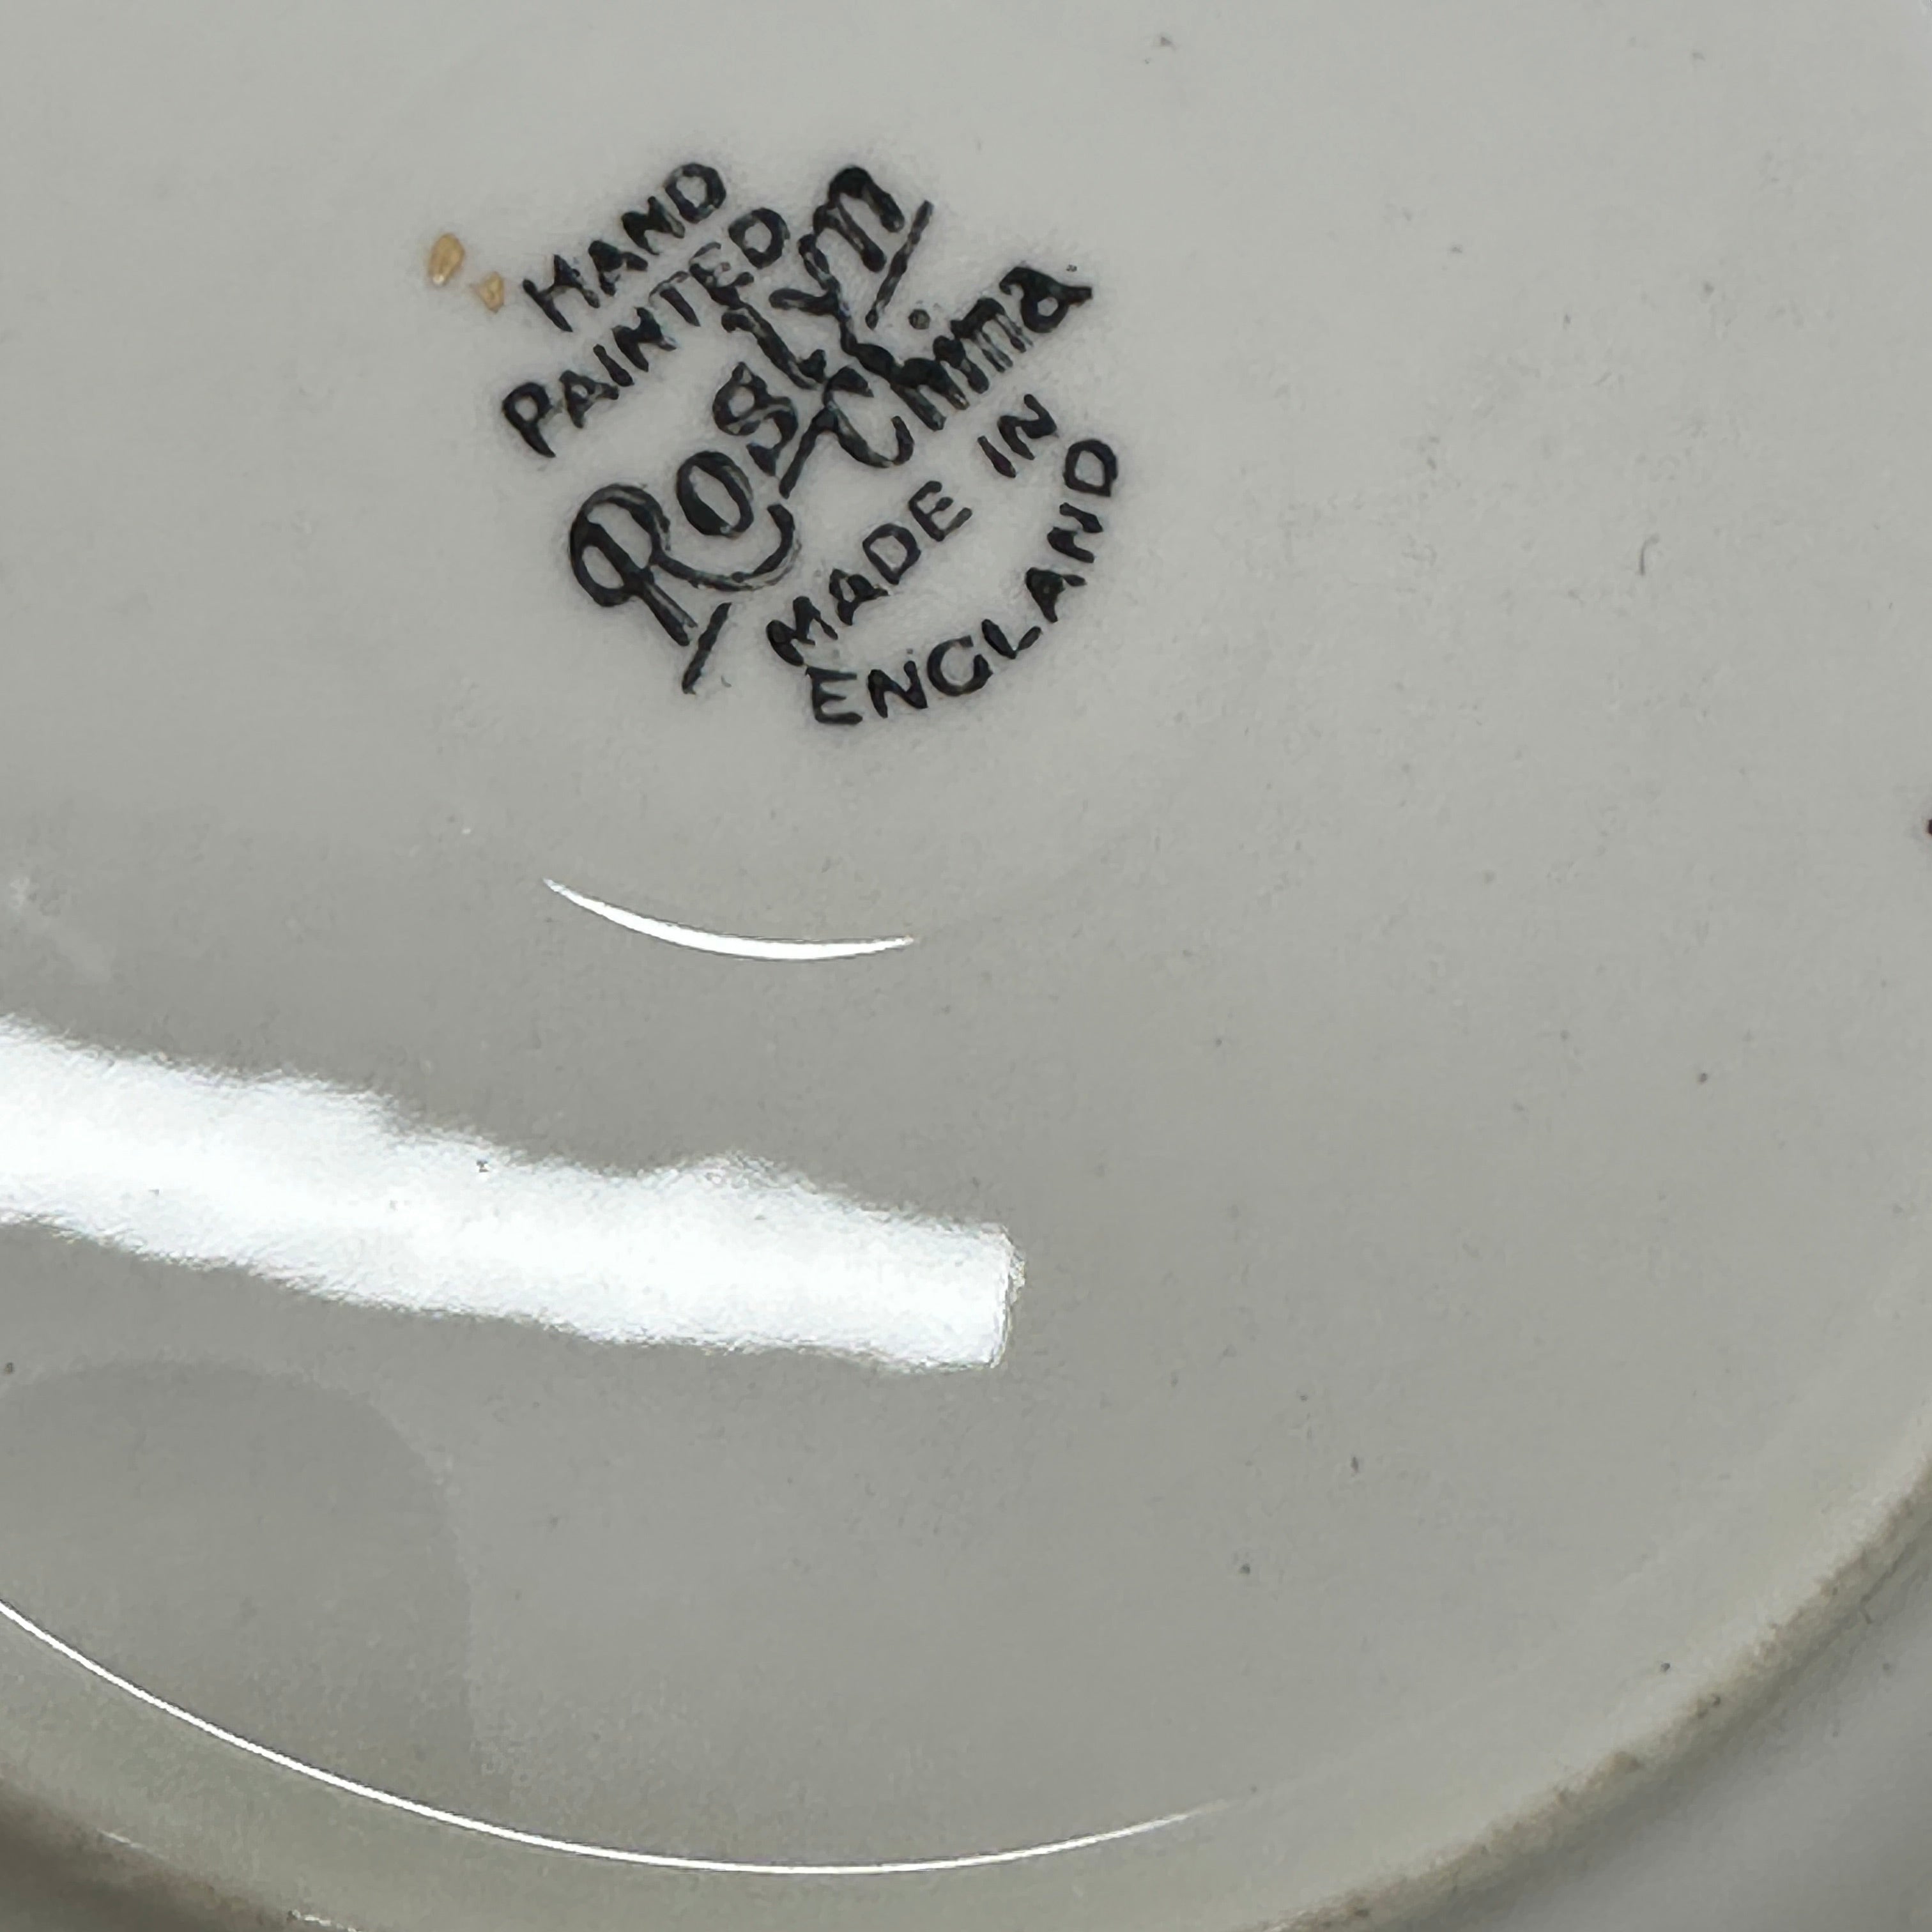 HAND
PAINTED
Roslyn
China
MADE IN
ENGLAND